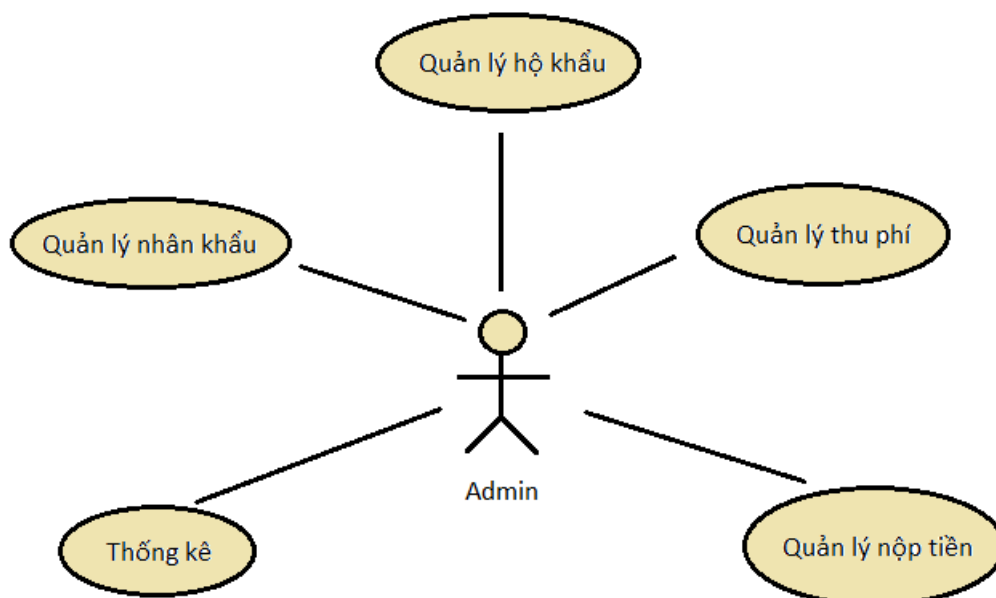 Quản lý hộ khẩu
Quản lý nhân khẩu
Quản lý thu phí
Admin
Thống kê
Quản lý nộp tiền